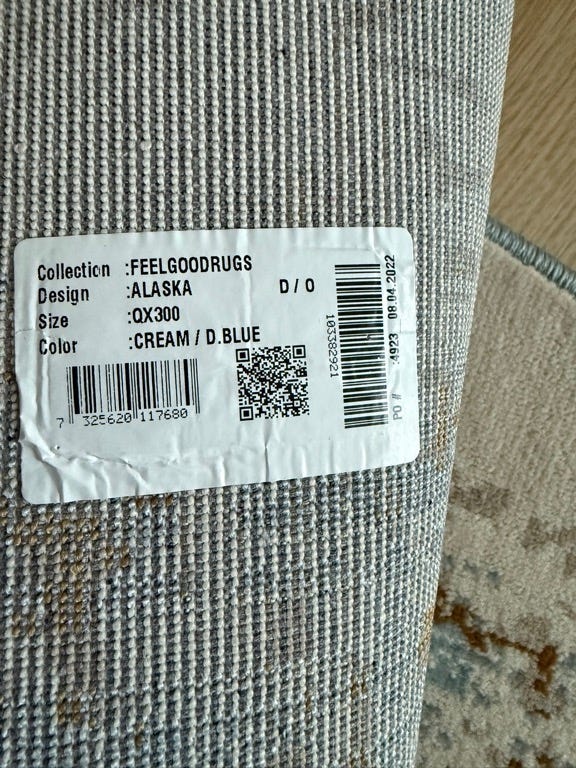 Collection :FEELGOODRUGS
Design :ALASKA D / O
Size :QX300
Color :CREAM / D.BLUE
7 325620 117680
103382921
PO # :4923 08.04.2022